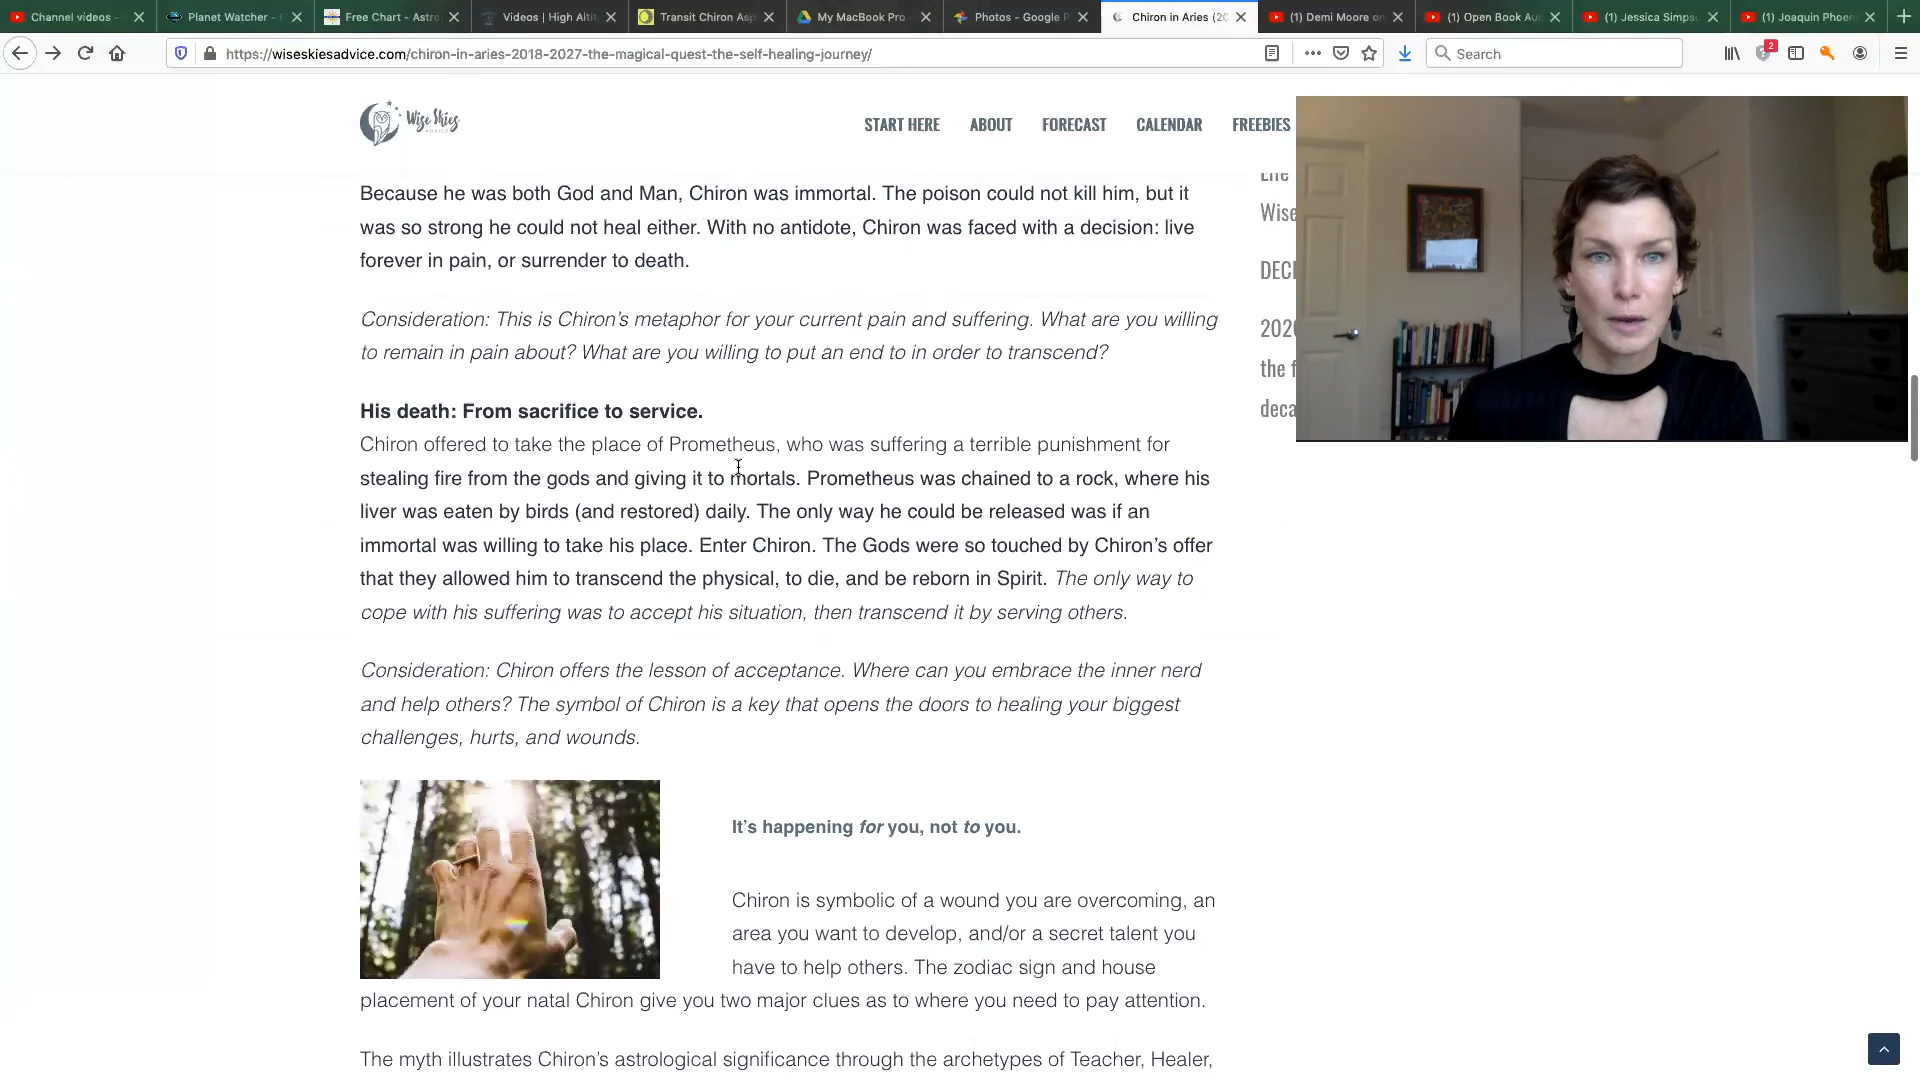 Channel videos -
Planet Watcher -
Free Chart - Astro
Videos | High Alti
Transit Chiron Asp
My MacBook Pro
Photos - Google P
Chiron in Aries (20
(1) Demi Moore on
(1) Open Book Au
(1) Jessica Simps
(1) Joaquin Phoen
https://wiseskiesadvice.com/chiron-in-aries-2018-2027-the-magical-quest-the-self-healing-journey/
Search
2
Wise Skies
ADVICE
START HERE
ABOUT
FORECAST
CALENDAR
FREEBIES
Because he was both God and Man, Chiron was immortal. The poison could not kill him, but it
was so strong he could not heal either. With no antidote, Chiron was faced with a decision: live
forever in pain, or surrender to death.
Consideration: This is Chiron's metaphor for your current pain and suffering. What are you willing
to remain in pain about? What are you willing to put an end to in order to transcend?
His death: From sacrifice to service.
Chiron offered to take the place of Prometheus, who was suffering a terrible punishment for
stealing fire from the gods and giving it to mortals. Prometheus was chained to a rock, where his
liver was eaten by birds (and restored) daily. The only way he could be released was if an
immortal was willing to take his place. Enter Chiron. The Gods were so touched by Chiron's offer
that they allowed him to transcend the physical, to die, and be reborn in Spirit. The only way to
cope with his suffering was to accept his situation, then transcend it by serving others.
Consideration: Chiron offers the lesson of acceptance. Where can you embrace the inner nerd
and help others? The symbol of Chiron is a key that opens the doors to healing your biggest
challenges, hurts, and wounds.
It's happening for you, not to you.
Chiron is symbolic of a wound you are overcoming, an
area you want to develop, and/or a secret talent you
have to help others. The zodiac sign and house
placement of your natal Chiron give you two major clues as to where you need to pay attention.
The myth illustrates Chiron's astrological significance through the archetypes of Teacher, Healer,
Life
Wise
DECE
2020
the f
deca